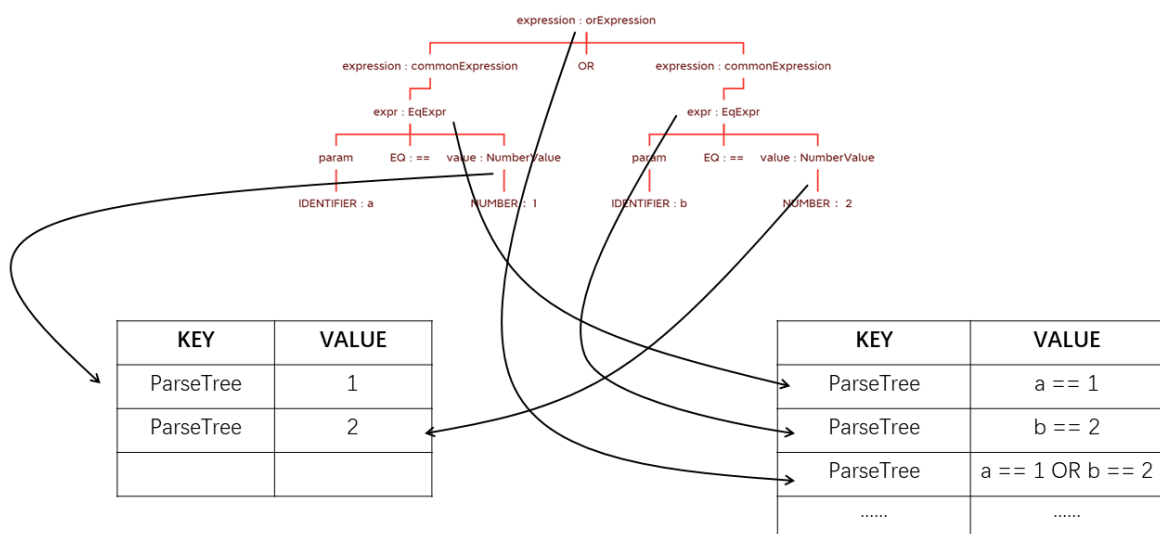 expression : orExpression
expression : commonExpression OR expression : commonExpression
expr : EqExpr expr : EqExpr
param EQ : == value : NumberValue param EQ : == value : NumberValue
IDENTIFIER : a NUMBER : 1 IDENTIFIER : b NUMBER : 2
KEY VALUE
ParseTree 1
ParseTree 2
KEY VALUE
ParseTree a == 1
ParseTree b == 2
ParseTree a == 1 OR b == 2
...... ......